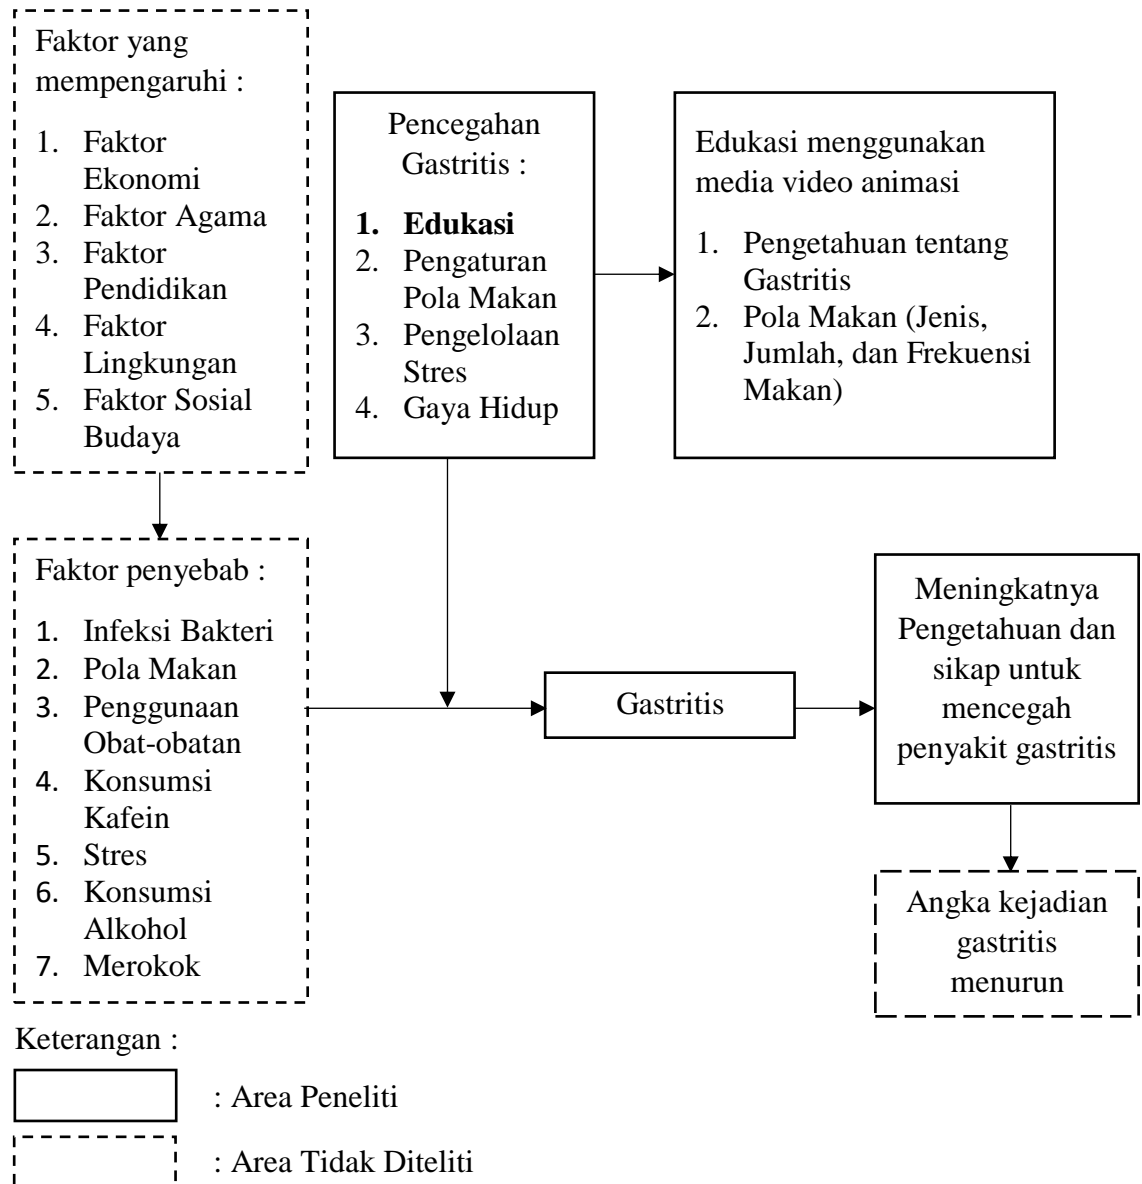 Faktor yang
mempengaruhi :
1. Faktor
Ekonomi
2. Faktor Agama
3. Faktor
Pendidikan
4. Faktor
Lingkungan
5. Faktor Sosial
Budaya
Pencegahan
Gastritis :
1. Edukasi
2. Pengaturan
Pola Makan
3. Pengelolaan
Stres
4. Gaya Hidup
Edukasi menggunakan
media video animasi
1. Pengetahuan tentang
Gastritis
2. Pola Makan (Jenis,
Jumlah, dan Frekuensi
Makan)
Faktor penyebab :
1. Infeksi Bakteri
2. Pola Makan
3. Penggunaan
Obat-obatan
4. Konsumsi
Kafein
5. Stres
6. Konsumsi
Alkohol
7. Merokok
Gastritis
Meningkatnya
Pengetahuan dan
sikap untuk
mencegah
penyakit gastritis
Angka kejadian
gastritis
menurun
Keterangan :
: Area Peneliti
: Area Tidak Diteliti